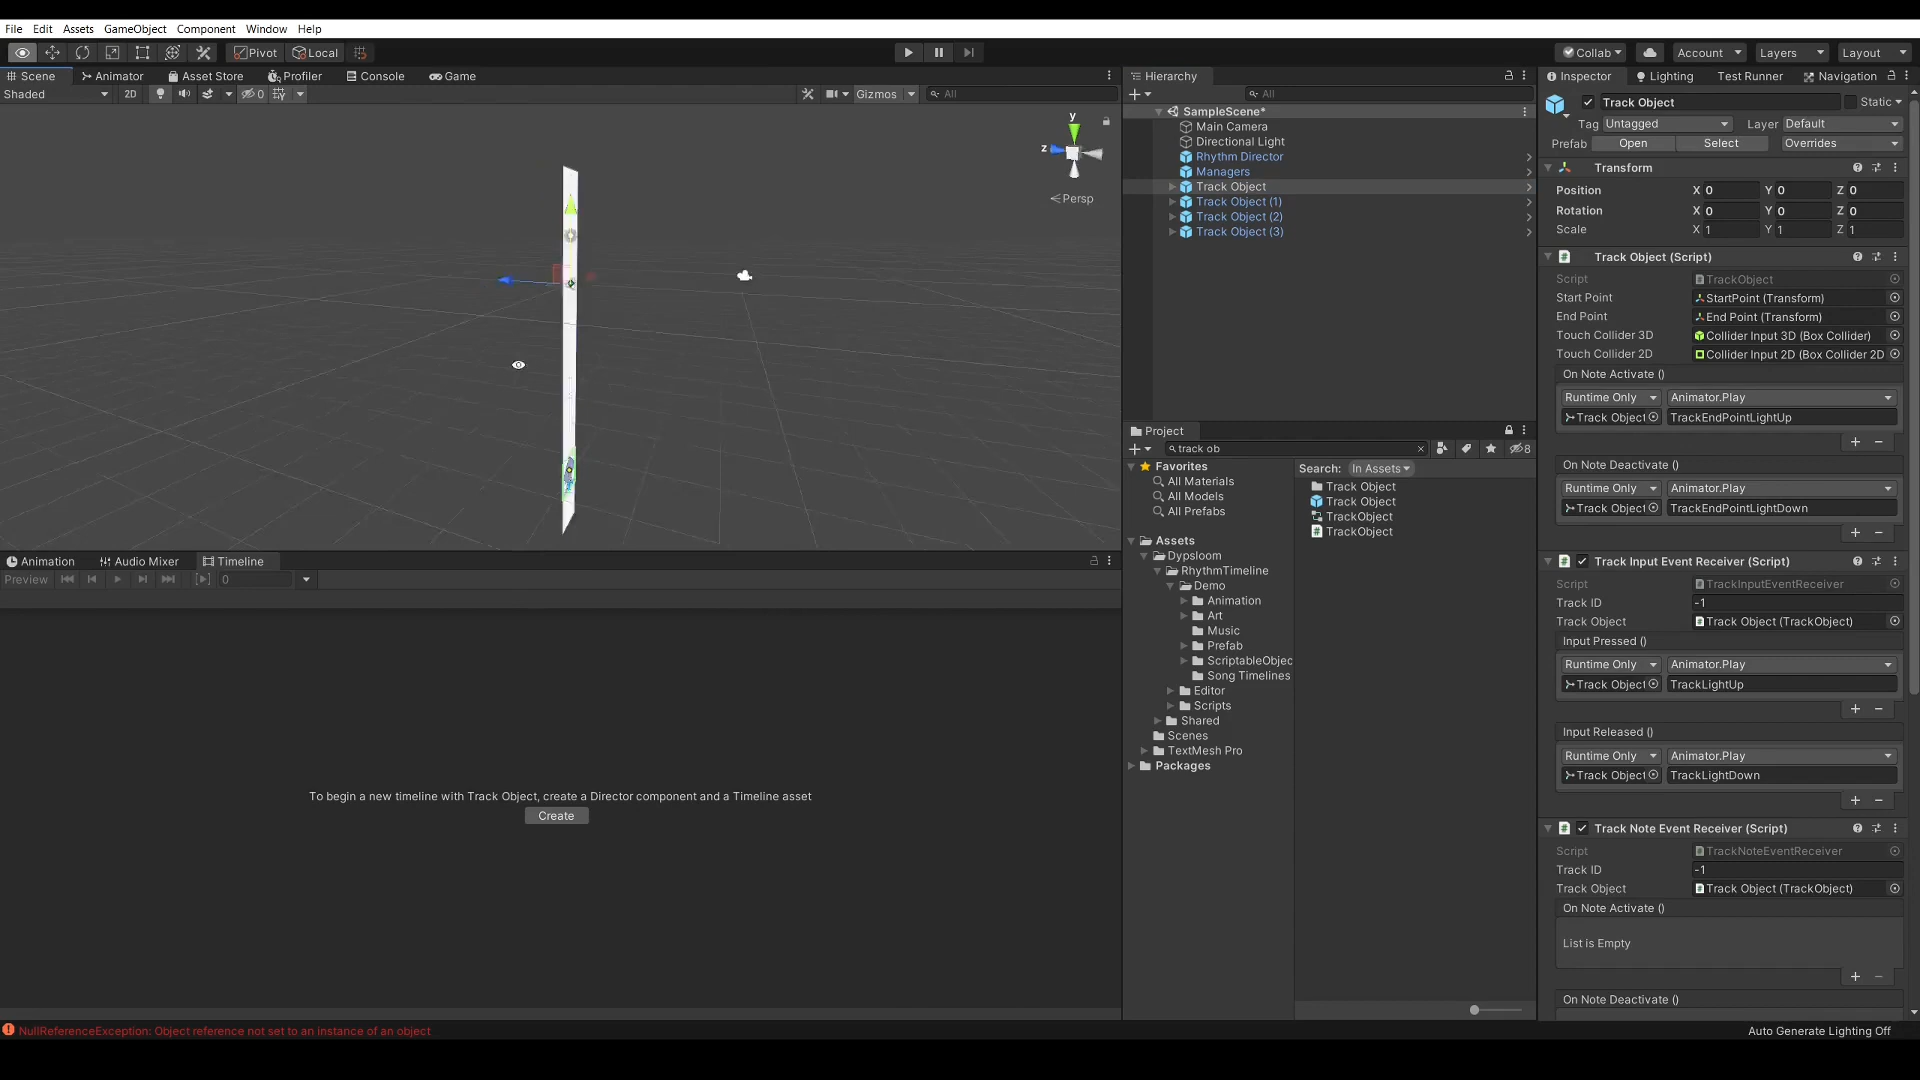 File Edit Assets GameObject Component Window Help
Pivot Local Collab Account Layers Layout
Scene Animator Asset Store Profiler Console Game
Shaded 2D 0 Gizmos All
y
z
Persp
Animation Audio Mixer Timeline
Preview 0
To begin a new timeline with Track Object, create a Director component and a Timeline asset
Create
NullReferenceException: Object reference not set to an instance of an object
Hierarchy
All
SampleScene*
Main Camera
Directional Light
Rhythm Director
Managers
Track Object
Track Object (1)
Track Object (2)
Track Object (3)
Project
track ob 8
Favorites
All Materials
All Models
All Prefabs
Assets
Dypsloom
RhythmTimeline
Demo
Animation
Art
Music
Prefab
ScriptableObjec
Song Timelines
Editor
Scripts
Shared
Scenes
TextMesh Pro
Packages
Search: In Assets
Track Object
Track Object
TrackObject
TrackObject
Inspector Lighting Test Runner Navigation
Track Object Static
Tag Untagged Layer Default
Prefab Open Select Overrides
Transform
Position X 0 Y 0 Z 0
Rotation X 0 Y 0 Z 0
Scale X 1 Y 1 Z 1
Track Object (Script)
Script TrackObject
Start Point StartPoint (Transform)
End Point End Point (Transform)
Touch Collider 3D Collider Input 3D (Box Collider)
Touch Collider 2D Collider Input 2D (Box Collider 2D
On Note Activate ()
Runtime Only Animator.Play
Track Object TrackEndPointLightUp
On Note Deactivate ()
Runtime Only Animator.Play
Track Object TrackEndPointLightDown
Track Input Event Receiver (Script)
Script TrackInputEventReceiver
Track ID -1
Track Object Track Object (TrackObject)
Input Pressed ()
Runtime Only Animator.Play
Track Object TrackLightUp
Input Released ()
Runtime Only Animator.Play
Track Object TrackLightDown
Track Note Event Receiver (Script)
Script TrackNoteEventReceiver
Track ID -1
Track Object Track Object (TrackObject)
On Note Activate ()
List is Empty
On Note Deactivate ()
Auto Generate Lighting Off